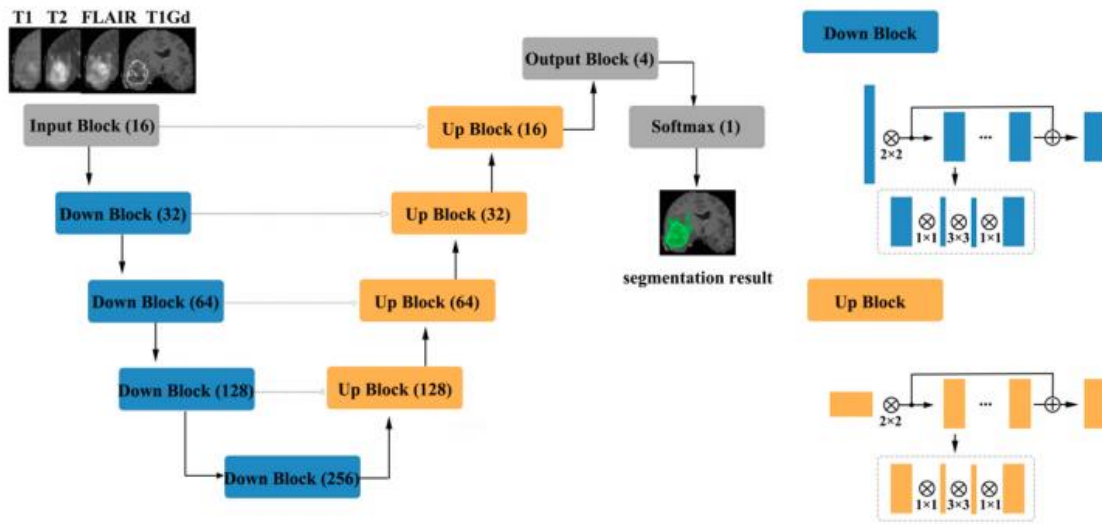 T1 T2 FLAIR T1Gd
Input Block (16)
Down Block (32)
Down Block (64)
Down Block (128)
Down Block (256)
Up Block (128)
Up Block (64)
Up Block (32)
Up Block (16)
Output Block (4)
Softmax (1)
segmentation result
Down Block
2×2
...
1×1 3×3 1×1
Up Block
2×2
...
1×1 3×3 1×1